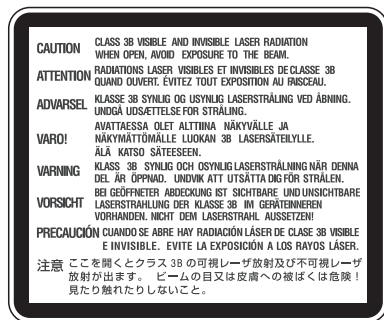 CAUTION CLASS 3B VISIBLE AND INVISIBLE LASER RADIATION
WHEN OPEN, AVOID EXPOSURE TO THE BEAM.
ATTENTION RADIATIONS LASER VISIBLES ET INVISIBLES DE CLASSE 3B
QUAND OUVERT. ÉVITEZ TOUT EXPOSITION AU FAISCEAU.
ADVARSEL KLASSE 3B SYNLIG OG USYNLIG LASERSTRÅLING VED ÅBNING.
UNDGÅ UDSÆTTELSE FOR STRÅLING.
VARO! AVATTAESSA OLET ALTTIINA NÄKYVÄLLE JA
NÄKYMÄTTÖMÄLLE LUOKAN 3B LASERSÄTEILYLLE.
ÄLÄ KATSO SÄTEESEEN.
VARNING KLASS 3B SYNLIG OCH OSYNLIG LASERSTRÅLNING NÄR DENNA
DEL ÄR ÖPPNAD. UNDVIK ATT UTSÄTTA DIG FÖR STRÅLEN.
VORSICHT BEI GEÖFFNETER ABDECKUNG IST SICHTBARE UND UNSICHTBARE
LASERSTRAHLUNG DER KLASSE 3B IM GERÄTEINNEREN
VORHANDEN. NICHT DEM LASERSTRAHL AUSSETZEN!
PRECAUCIÓN CUANDO SE ABRE HAY RADIACIÓN LÁSER DE CLASE 3B VISIBLE
E INVISIBLE. EVITE LA EXPOSICIÓN A LOS RAYOS LÁSER.
注意 ここを開くとクラス 3B の可視レーザ放射及び不可視レーザ
放射が出ます。 ビームの目又は皮膚への被ばくは危険!
見たり触れたりしないこと。